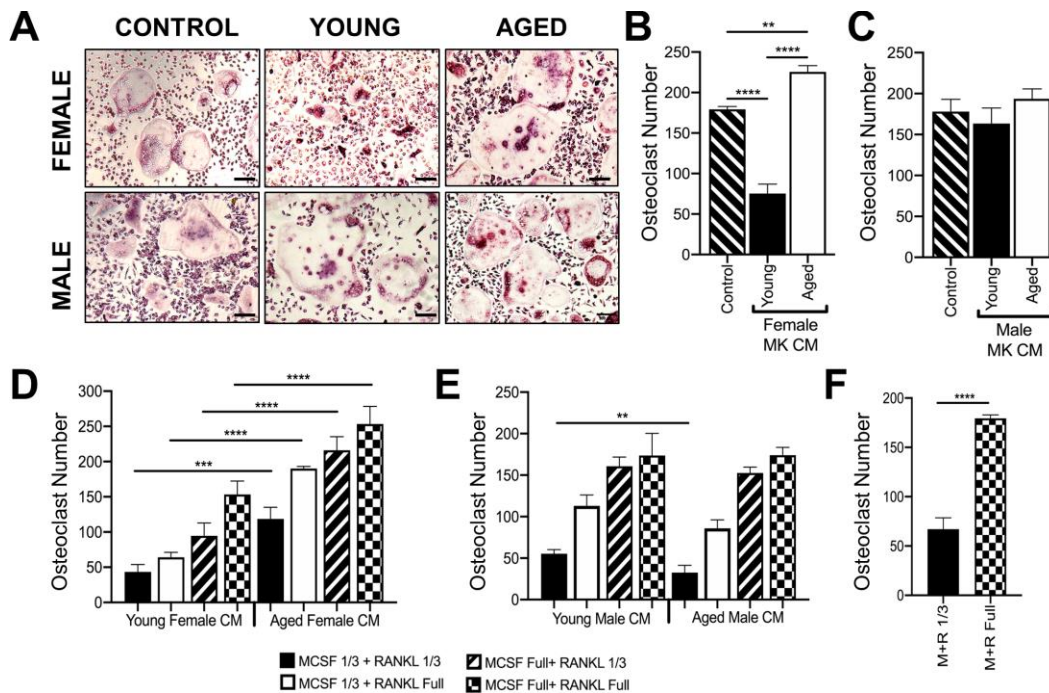 A
CONTROL YOUNG AGED
FEMALE
MALE
B
Osteoclast Number
250
200
150
100
50
0
**
****
****
Control
Young
Aged
Female
MK CM
C
Osteoclast Number
250
200
150
100
50
0
Control
Young
Aged
Male
MK CM
D
Osteoclast Number
300
250
200
150
100
50
0
****
****
****
***
Young Female CM Aged Female CM
E
Osteoclast Number
250
200
150
100
50
0
**
Young Male CM Aged Male CM
MCSF 1/3 + RANKL 1/3
MCSF 1/3 + RANKL Full
MCSF Full+ RANKL 1/3
MCSF Full+ RANKL Full
F
Osteoclast Number
200
150
100
50
0
****
M+R 1/3
M+R Full